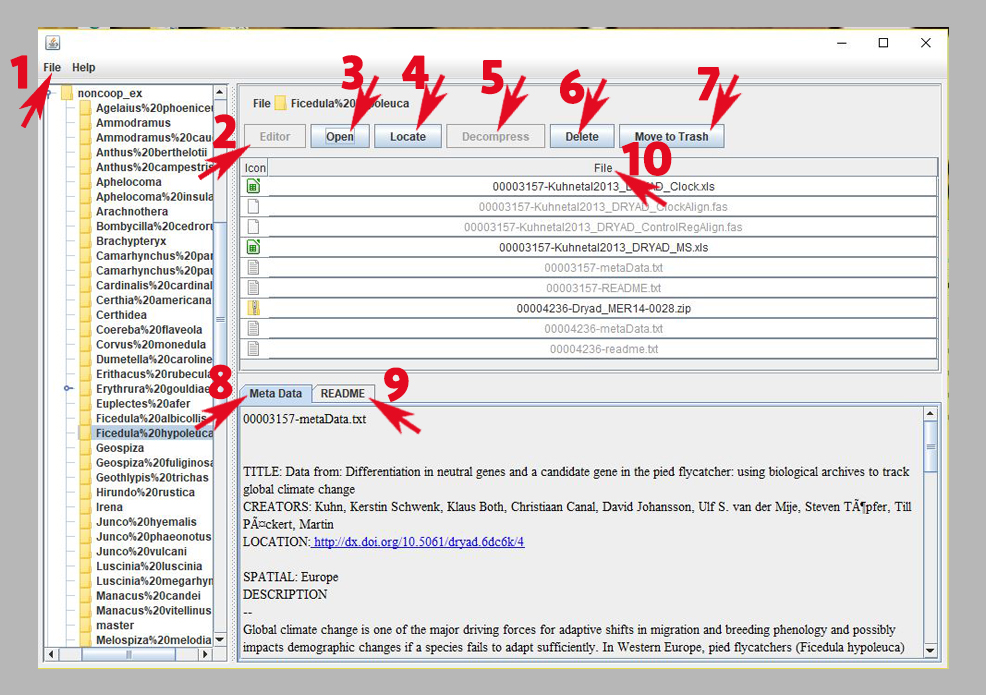 1
File Help
noncoop_ex
Agelaius%20phoeniceu
Ammodramus
Ammodramus%20cau
Anthus%20berthelotii
Anthus%20campestris
Aphelocoma
Aphelocoma%20insula
Arachnothera
Bombycilla%20cedroru
Brachypteryx
Camarhynchus%20par
Camarhynchus%20pau
Cardinalis%20cardinal
Certhia%20americana
Certhidea
Coereba%20flaveola
Corvus%20monedula
Dumetella%20caroline
Erithacus%20rubecula
Erythrura%20gouldiae
Euplectes%20afer
Ficedula%20albicollis
Ficedula%20hypoleuca
Geospiza
Geospiza%20fuliginosa
Geothlypis%20trichas
Hirundo%20rustica
Irena
Junco%20hyemalis
Junco%20phaeonotus
Junco%20vulcani
Luscinia%20luscinia
Luscinia%20megarhyn
Manacus%20candei
Manacus%20vitellinus
master
Melospiza%20melodia
2 3 4 5 6 7
File Ficedula%20hypoleuca
Editor Open Locate Decompress Delete Move to Trash
10
Icon File
00003157-Kuhnetal2013_DRYAD_Clock.xls
00003157-Kuhnetal2013_DRYAD_ClockAlign.fas
00003157-Kuhnetal2013_DRYAD_ControlRegAlign.fas
00003157-Kuhnetal2013_DRYAD_MS.xls
00003157-metaData.txt
00003157-README.txt
00004236-Dryad_MER14-0028.zip
00004236-metaData.txt
00004236-readme.txt
8 9
Meta Data README
00003157-metaData.txt
TITLE: Data from: Differentiation in neutral genes and a candidate gene in the pied flycatcher: using biological archives to track
global climate change
CREATORS: Kuhn, Kerstin Schwenk, Klaus Both, Christiaan Canal, David Johansson, Ulf S. van der Mije, Steven TÃ¶pfer, Till
PÃ¤ckert, Martin
LOCATION: http://dx.doi.org/10.5061/dryad.6dc6k/4
SPATIAL: Europe
DESCRIPTION
--
Global climate change is one of the major driving forces for adaptive shifts in migration and breeding phenology and possibly
impacts demographic changes if a species fails to adapt sufficiently. In Western Europe, pied flycatchers (Ficedula hypoleuca)